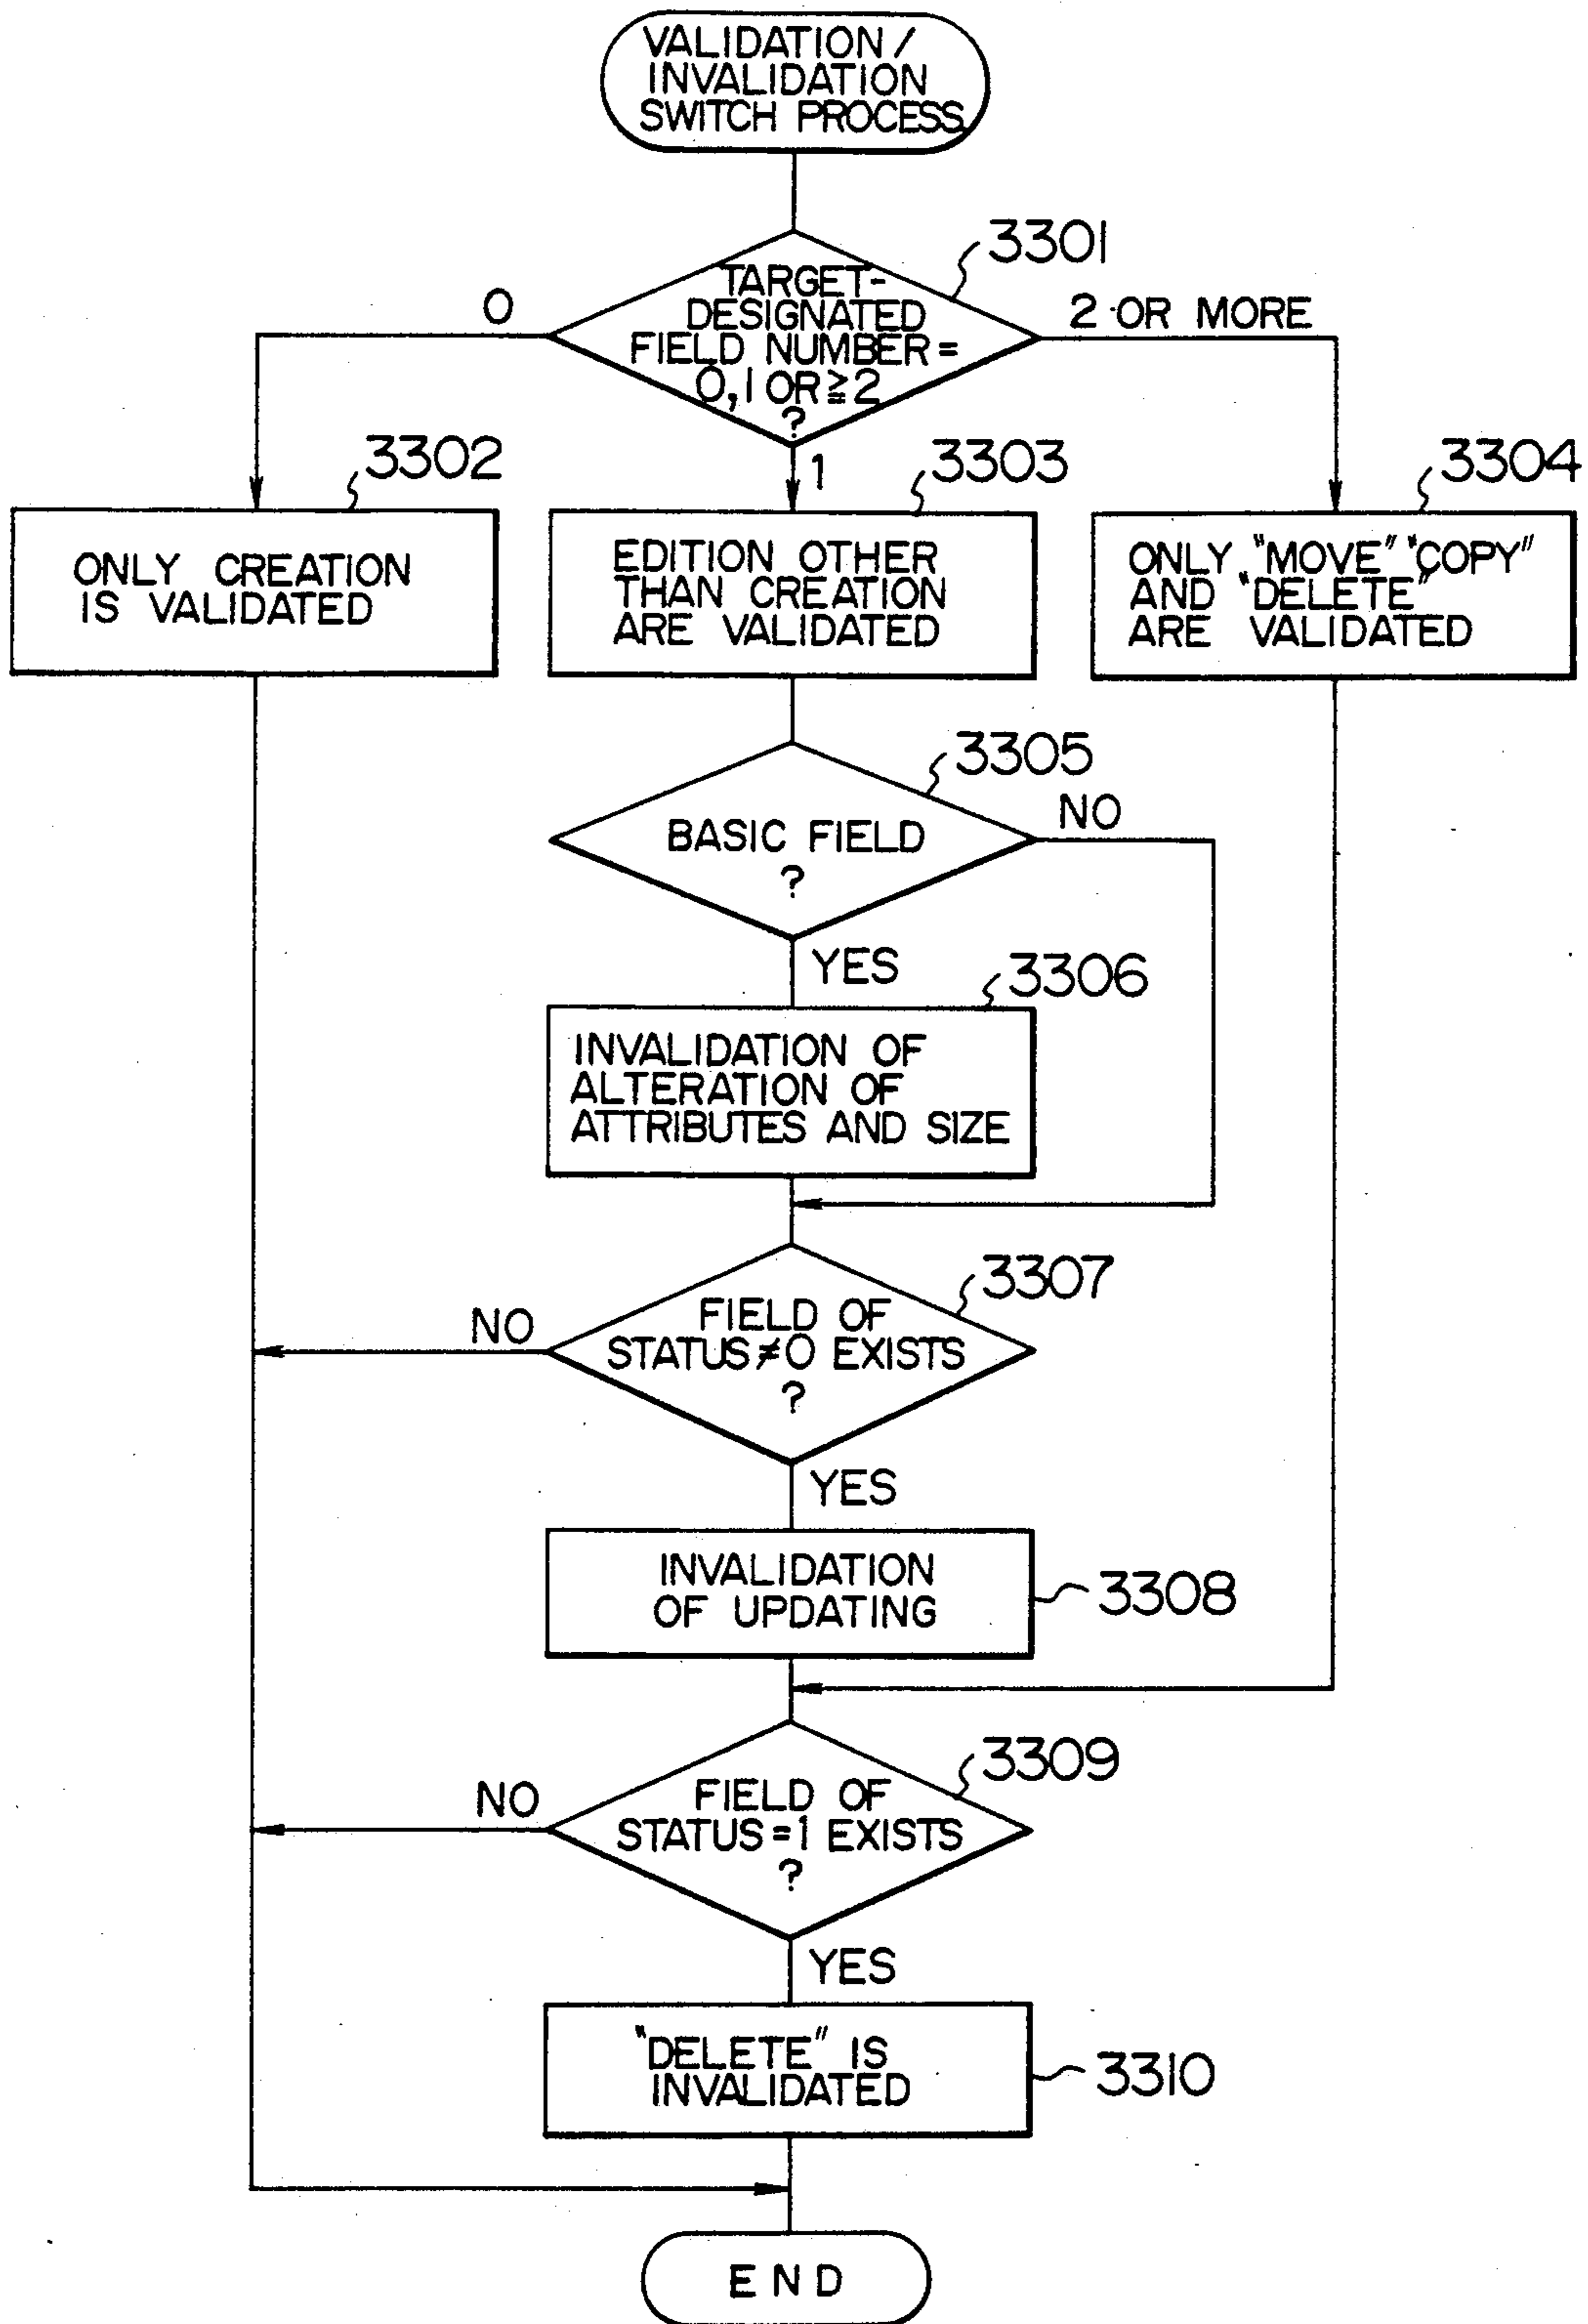 VALIDATION/
INVALIDATION
SWITCH PROCESS
3301
TARGET-
DESIGNATED
FIELD NUMBER =
0, 1 OR ≧ 2
?
0
2 OR MORE
1
3302
ONLY CREATION
IS VALIDATED
3303
EDITION OTHER
THAN CREATION
ARE VALIDATED
3304
ONLY "MOVE" "COPY"
AND "DELETE"
ARE VALIDATED
3305
BASIC FIELD
?
NO
YES
3306
INVALIDATION OF
ALTERATION OF
ATTRIBUTES AND SIZE
3307
FIELD OF
STATUS ≠ 0 EXISTS
?
NO
YES
INVALIDATION
OF UPDATING
3308
3309
FIELD OF
STATUS = 1 EXISTS
?
NO
YES
"DELETE" IS
INVALIDATED
3310
END